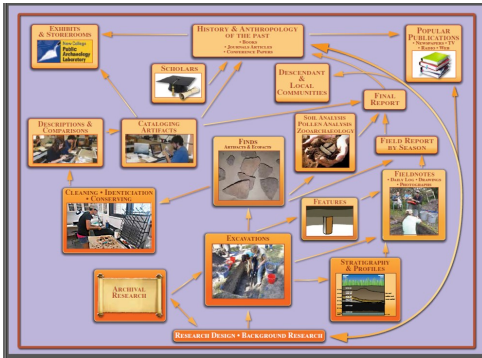 EXHIBITS
& STOREROOMS
Public
Archaeology
Laboratory
HISTORY & ANTHROPOLOGY
OF THE PAST
• BOOKS
• JOURNALS ARTICLES
• CONFERENCE PAPERS
POPULAR
PUBLICATIONS
• NEWSPAPERS • TV
• RADIO • WEB
SCHOLARS
DESCENDANT
&
LOCAL
COMMUNITIES
FINAL
REPORT
DESCRIPTIONS &
COMPARISONS
CATALOGING
ARTIFACTS
SOIL ANALYSIS
POLLEN ANALYSIS
ZOOARCHAEOLOGY
FINDS
ARTIFACTS & ECOFACTS
FIELD REPORT
BY SEASON
CLEANING • IDENTICIATION
• CONSERVING
FIELDNOTES
• DAILY LOG • DRAWINGS
• PHOTOGRAPHS
FEATURES
EXCAVATIONS
STRATIGRAPHY
& PROFILES
ARCHIVAL
RESEARCH
RESEARCH DESIGN • BACKGROUND RESEARCH